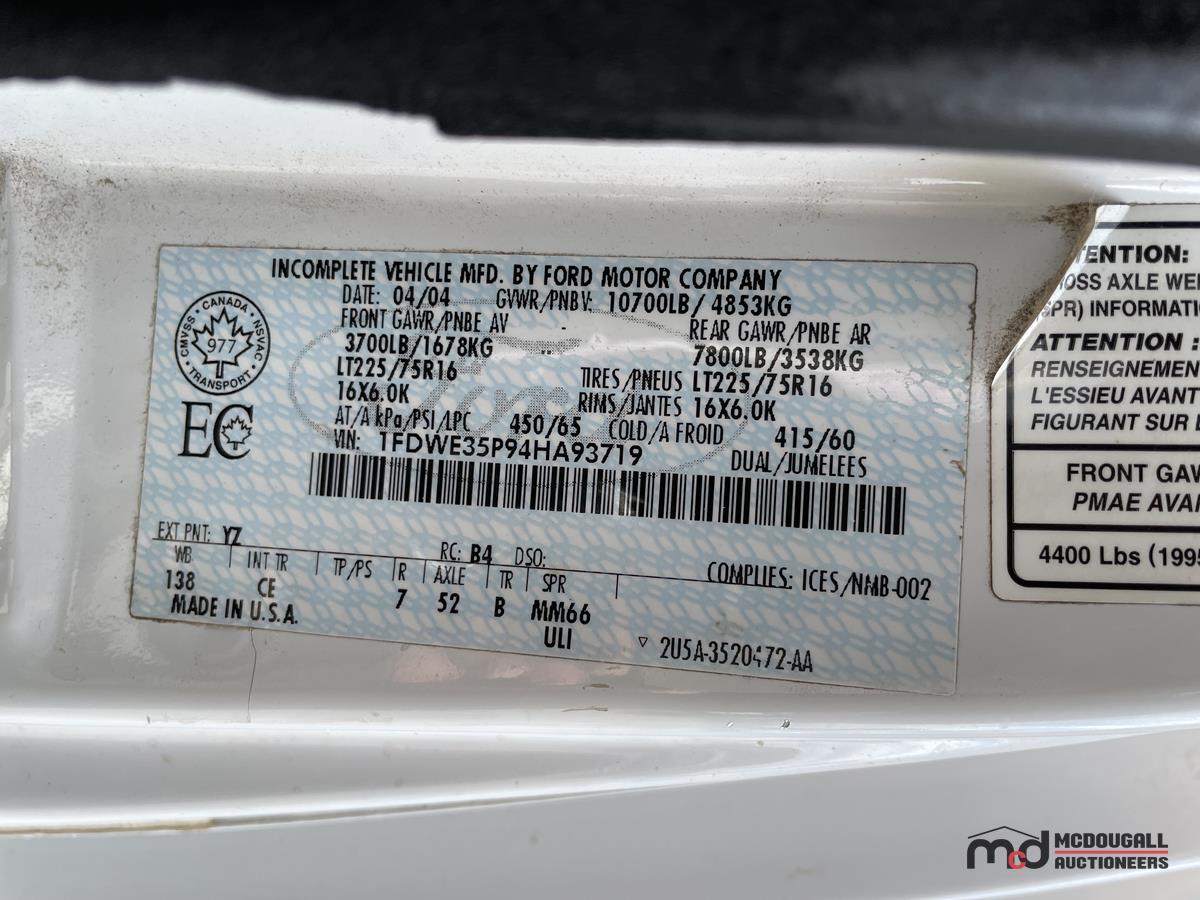 INCOMPLETE VEHICLE MFD. BY FORD MOTOR COMPANY
DATE: 04/04 GVWR/PNBV: 10700LB/ 4853KG
FRONT GAWR/PNBE AV REAR GAWR/PNBE AR
3700LB/1678KG 7800LB/3538KG
LT225/75R16 TIRES/PNEUS LT225/75R16
16X6.0K RIMS/JANTES 16X6.0K
AT/A kPa/PSI/LPC 450/65 COLD/A FROID 415/60
VIN: 1FDWE35P94HA93719 DUAL/JUMELEES
CANADA
CMVSS NSVAC
977
TRANSPORT
EC
EXT PNT: YZ RC: B4 DSO:
WB INT TR TP/PS R AXLE TR SPR COMPLIES: ICES/NMB-002
138 CE 7 52 B MM66
MADE IN U.S.A. ULI
2U5A-3520472-AA
TENTION:
OSS AXLE WEI
SPR) INFORMATI
ATTENTION :
RENSEIGNEMEN
L'ESSIEU AVANT
FIGURANT SUR L
FRONT GAW
PMAE AVA
4400 Lbs (1995
mcd MCDOUGALL
AUCTIONEERS